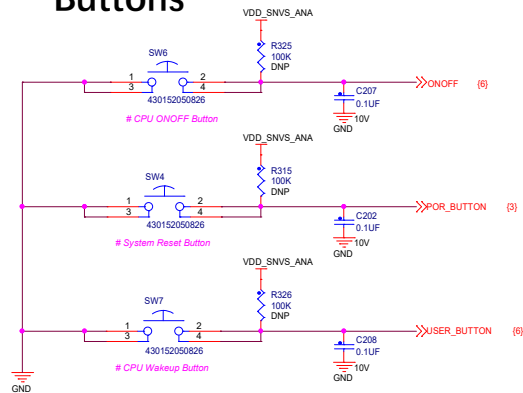 Buttons
VDD_SNVS_ANA
SW6
R325
100K
DNP
1 2
3 4
430152050826
# CPU ONOFF Button
C207
0.1UF
10V
GND
ONOFF {6}
VDD_SNVS_ANA
SW4
R315
100K
DNP
1 2
3 4
430152050826
# System Reset Button
C202
0.1UF
10V
GND
POR_BUTTON {3}
VDD_SNVS_ANA
SW7
R326
100K
DNP
1 2
3 4
430152050826
# CPU Wakeup Button
C208
0.1UF
10V
GND
USER_BUTTON {6}
GND